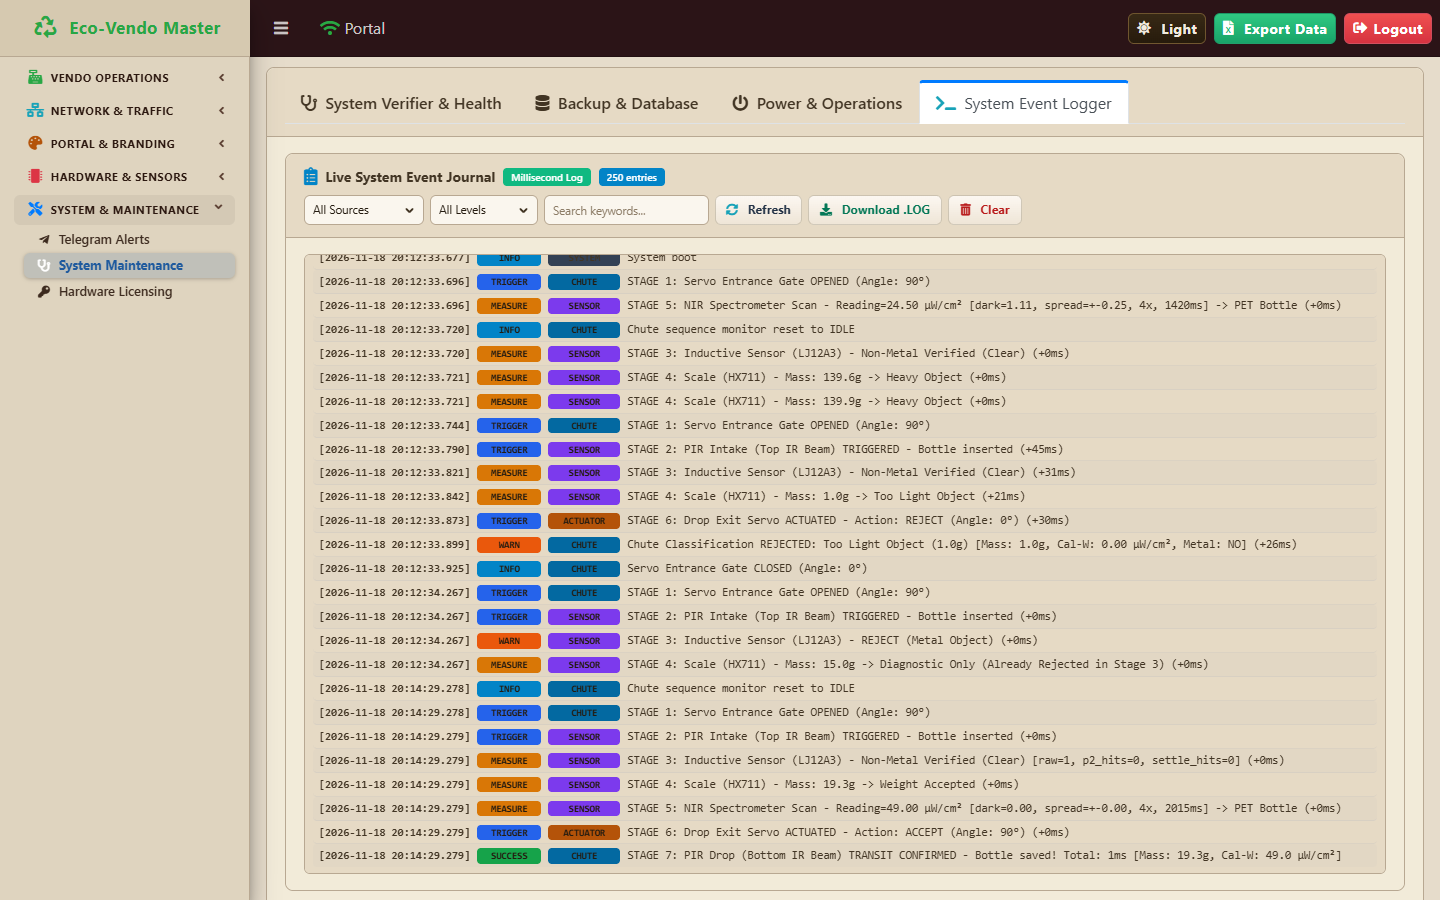 Eco-Vendo Master
Portal
Light
Export Data
Logout
VENDO OPERATIONS
NETWORK & TRAFFIC
PORTAL & BRANDING
HARDWARE & SENSORS
SYSTEM & MAINTENANCE
Telegram Alerts
System Maintenance
Hardware Licensing
System Verifier & Health
Backup & Database
Power & Operations
System Event Logger
Live System Event Journal
Millisecond Log
250 entries
All Sources
All Levels
Search keywords...
Refresh
Download .LOG
Clear
[2026-11-18 20:12:33.677] INFO System boot
[2026-11-18 20:12:33.696] TRIGGER CHUTE STAGE 1: Servo Entrance Gate OPENED (Angle: 90°)
[2026-11-18 20:12:33.696] MEASURE SENSOR STAGE 5: NIR Spectrometer Scan - Reading=24.50 µW/cm² [dark=1.11, spread=+-0.25, 4x, 1420ms] -> PET Bottle (+0ms)
[2026-11-18 20:12:33.720] INFO CHUTE Chute sequence monitor reset to IDLE
[2026-11-18 20:12:33.720] MEASURE SENSOR STAGE 3: Inductive Sensor (LJ12A3) - Non-Metal Verified (Clear) (+0ms)
[2026-11-18 20:12:33.721] MEASURE SENSOR STAGE 4: Scale (HX711) - Mass: 139.6g -> Heavy Object (+0ms)
[2026-11-18 20:12:33.721] MEASURE SENSOR STAGE 4: Scale (HX711) - Mass: 139.9g -> Heavy Object (+0ms)
[2026-11-18 20:12:33.744] TRIGGER CHUTE STAGE 1: Servo Entrance Gate OPENED (Angle: 90°)
[2026-11-18 20:12:33.790] TRIGGER SENSOR STAGE 2: PIR Intake (Top IR Beam) TRIGGERED - Bottle inserted (+45ms)
[2026-11-18 20:12:33.821] MEASURE SENSOR STAGE 3: Inductive Sensor (LJ12A3) - Non-Metal Verified (Clear) (+31ms)
[2026-11-18 20:12:33.842] MEASURE SENSOR STAGE 4: Scale (HX711) - Mass: 1.0g -> Too Light Object (+21ms)
[2026-11-18 20:12:33.873] TRIGGER ACTUATOR STAGE 6: Drop Exit Servo ACTUATED - Action: REJECT (Angle: 0°) (+30ms)
[2026-11-18 20:12:33.899] WARN CHUTE Chute Classification REJECTED: Too Light Object (1.0g) [Mass: 1.0g, Cal-W: 0.00 µW/cm², Metal: NO] (+26ms)
[2026-11-18 20:12:33.925] INFO CHUTE Servo Entrance Gate CLOSED (Angle: 0°)
[2026-11-18 20:12:34.267] TRIGGER CHUTE STAGE 1: Servo Entrance Gate OPENED (Angle: 90°)
[2026-11-18 20:12:34.267] TRIGGER SENSOR STAGE 2: PIR Intake (Top IR Beam) TRIGGERED - Bottle inserted (+0ms)
[2026-11-18 20:12:34.267] WARN SENSOR STAGE 3: Inductive Sensor (LJ12A3) - REJECT (Metal Object) (+0ms)
[2026-11-18 20:12:34.267] MEASURE SENSOR STAGE 4: Scale (HX711) - Mass: 15.0g -> Diagnostic Only (Already Rejected in Stage 3) (+0ms)
[2026-11-18 20:14:29.278] INFO CHUTE Chute sequence monitor reset to IDLE
[2026-11-18 20:14:29.278] TRIGGER CHUTE STAGE 1: Servo Entrance Gate OPENED (Angle: 90°)
[2026-11-18 20:14:29.279] TRIGGER SENSOR STAGE 2: PIR Intake (Top IR Beam) TRIGGERED - Bottle inserted (+0ms)
[2026-11-18 20:14:29.279] MEASURE SENSOR STAGE 3: Inductive Sensor (LJ12A3) - Non-Metal Verified (Clear) [raw=1, p2_hits=0, settle_hits=0] (+0ms)
[2026-11-18 20:14:29.279] MEASURE SENSOR STAGE 4: Scale (HX711) - Mass: 19.3g -> Weight Accepted (+0ms)
[2026-11-18 20:14:29.279] MEASURE SENSOR STAGE 5: NIR Spectrometer Scan - Reading=49.00 µW/cm² [dark=0.00, spread=+-0.00, 4x, 2015ms] -> PET Bottle (+0ms)
[2026-11-18 20:14:29.279] TRIGGER ACTUATOR STAGE 6: Drop Exit Servo ACTUATED - Action: ACCEPT (Angle: 90°) (+0ms)
[2026-11-18 20:14:29.279] SUCCESS CHUTE STAGE 7: PIR Drop (Bottom IR Beam) TRANSIT CONFIRMED - Bottle saved! Total: 1ms [Mass: 19.3g, Cal-W: 49.0 µW/cm²]